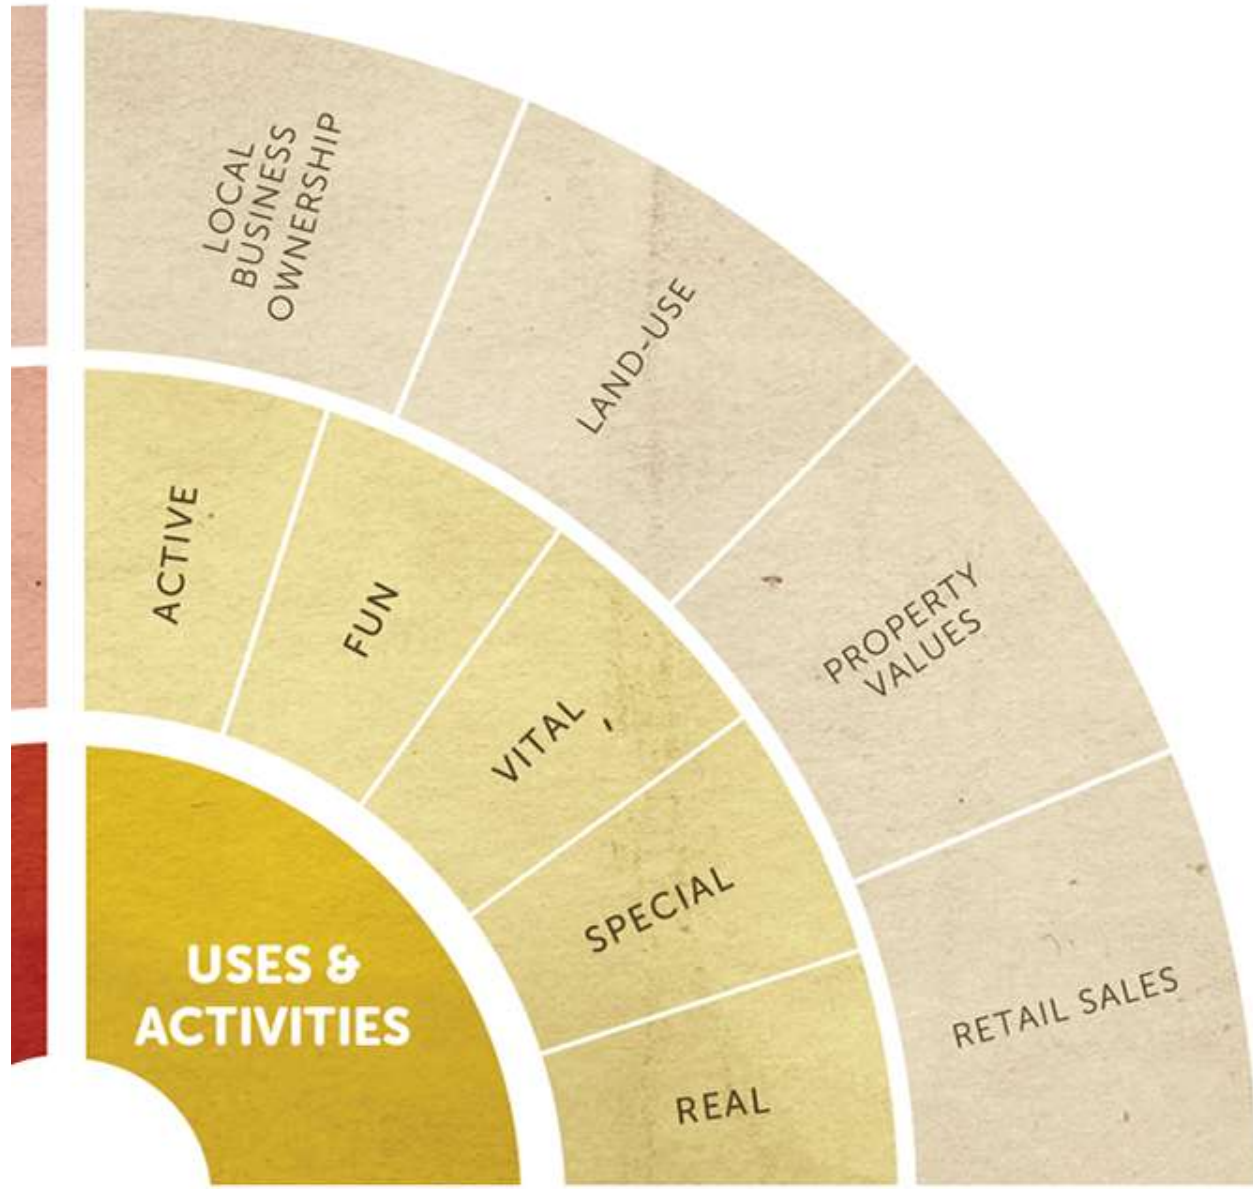 LOCAL
BUSINESS
OWNERSHIP
LAND-USE
PROPERTY
VALUES
RETAIL SALES
ACTIVE
FUN
VITAL
SPECIAL
REAL
USES &
ACTIVITIES